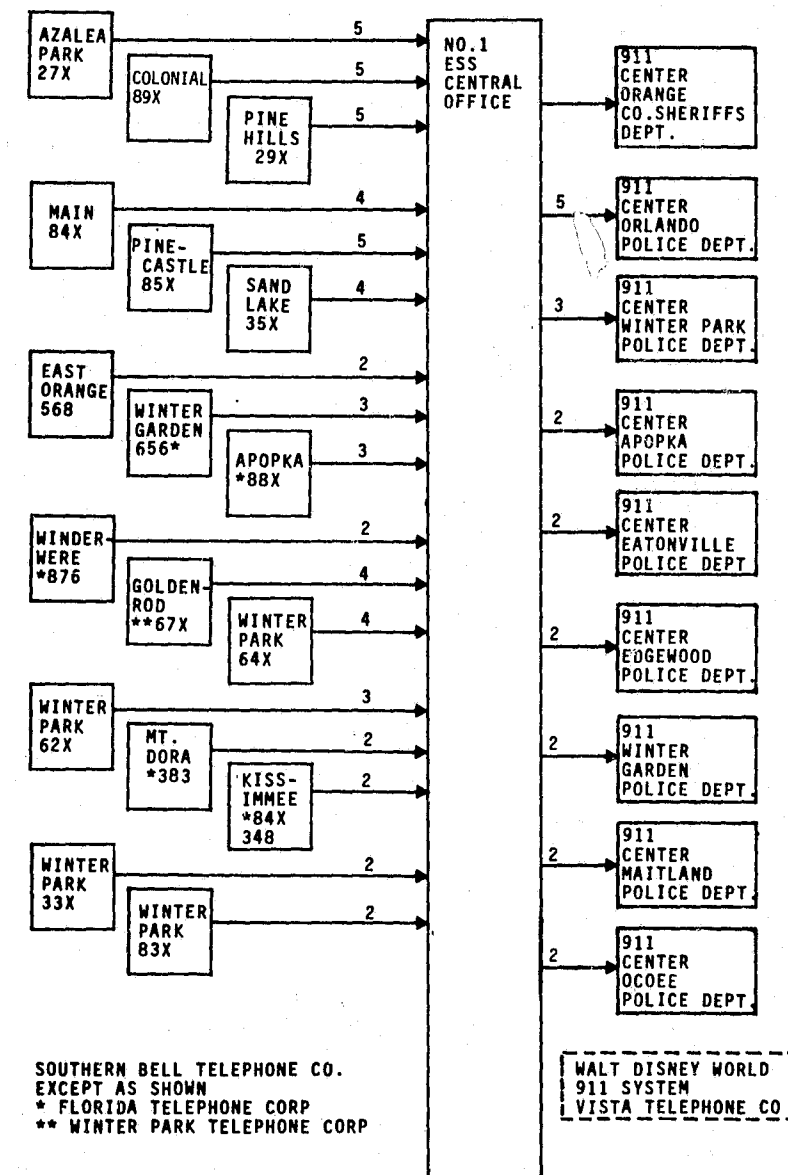 AZALEA
PARK
27X
5
COLONIAL
89X
5
PINE
HILLS
29X
5
MAIN
84X
4
PINE-
CASTLE
85X
5
SAND
LAKE
35X
4
EAST
ORANGE
568
2
WINTER
GARDEN
656*
3
APOPKA
*88X
3
WINDER-
WERE
*876
2
GOLDEN-
ROD
**67X
4
WINTER
PARK
64X
4
WINTER
PARK
62X
3
MT.
DORA
*383
2
KISS-
IMMEE
*84X
348
2
WINTER
PARK
33X
2
WINTER
PARK
83X
2
NO.1
ESS
CENTRAL
OFFICE
911
CENTER
ORANGE
CO.SHERIFFS
DEPT.
5
911
CENTER
ORLANDO
POLICE DEPT.
3
911
CENTER
WINTER PARK
POLICE DEPT.
2
911
CENTER
APOPKA
POLICE DEPT.
2
911
CENTER
EATONVILLE
POLICE DEPT
2
911
CENTER
EDGEWOOD
POLICE DEPT.
2
911
WINTER
GARDEN
POLICE DEPT.
2
911
CENTER
MAITLAND
POLICE DEPT.
2
911
CENTER
OCOEE
POLICE DEPT.
SOUTHERN BELL TELEPHONE CO.
EXCEPT AS SHOWN
* FLORIDA TELEPHONE CORP
** WINTER PARK TELEPHONE CORP
WALT DISNEY WORLD
911 SYSTEM
VISTA TELEPHONE CO